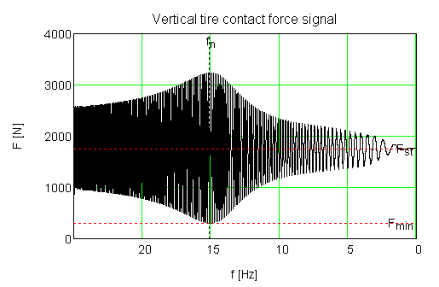 Vertical tire contact force signal
fn
4000
3000
2000
1000
0
F [N]
Fst
Fmin
20
15
10
5
0
f [Hz]